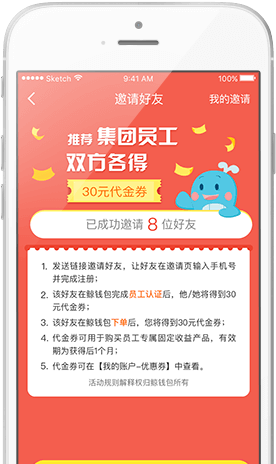 Sketch 9:41 AM 100%
邀请好友 我的邀请
推荐 集团员工
双方各得
30元代金券
已成功邀请 8 位好友
1. 发送链接邀请好友，让好友在邀请页输入手机号
并完成注册；
2. 该好友在鲸钱包完成员工认证后，他/她将得到30
元代金券；
3. 该好友在鲸钱包下单后，您将得到30元代金券；
4. 代金券可用于购买员工专属固定收益产品，有效
期为获得后1个月；
5. 代金券可在【我的账户-优惠券】中查看。
活动规则解释权归鲸钱包所有